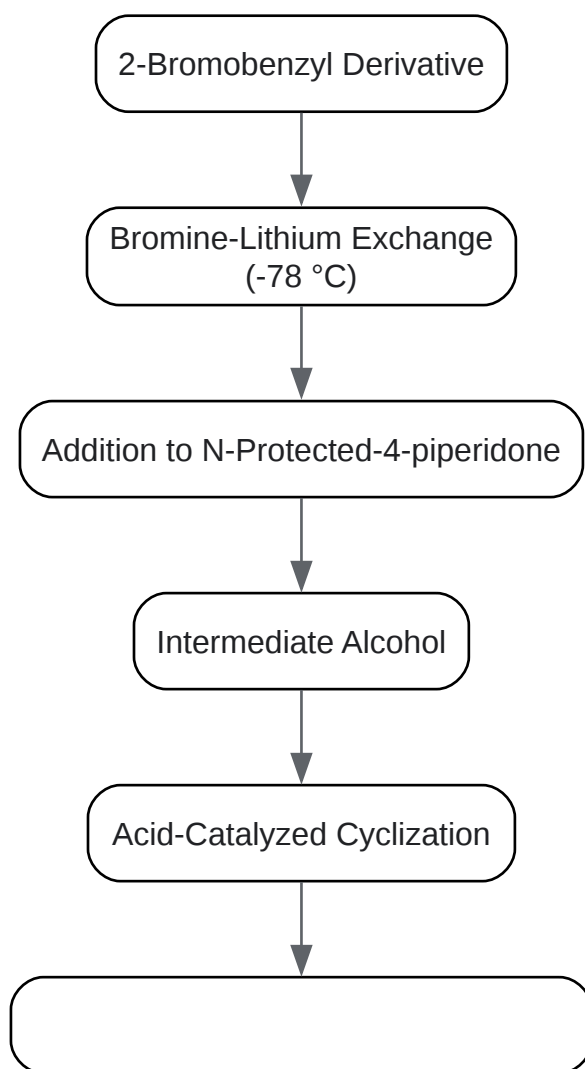 2-Bromobenzyl Derivative
Bromine-Lithium Exchange
(-78 °C)
Addition to N-Protected-4-piperidone
Intermediate Alcohol
Acid-Catalyzed Cyclization